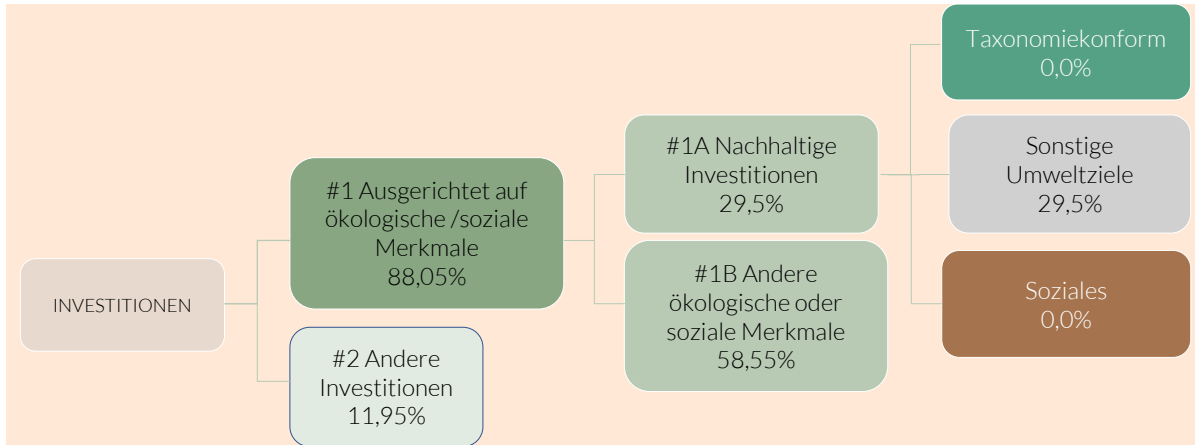 INVESTITIONEN
#1 Ausgerichtet auf
ökologische /soziale
Merkmale
88,05%
#2 Andere
Investitionen
11,95%
#1A Nachhaltige
Investitionen
29,5%
#1B Andere
ökologische oder
soziale Merkmale
58,55%
Taxonomiekonform
0,0%
Sonstige
Umweltziele
29,5%
Soziales
0,0%